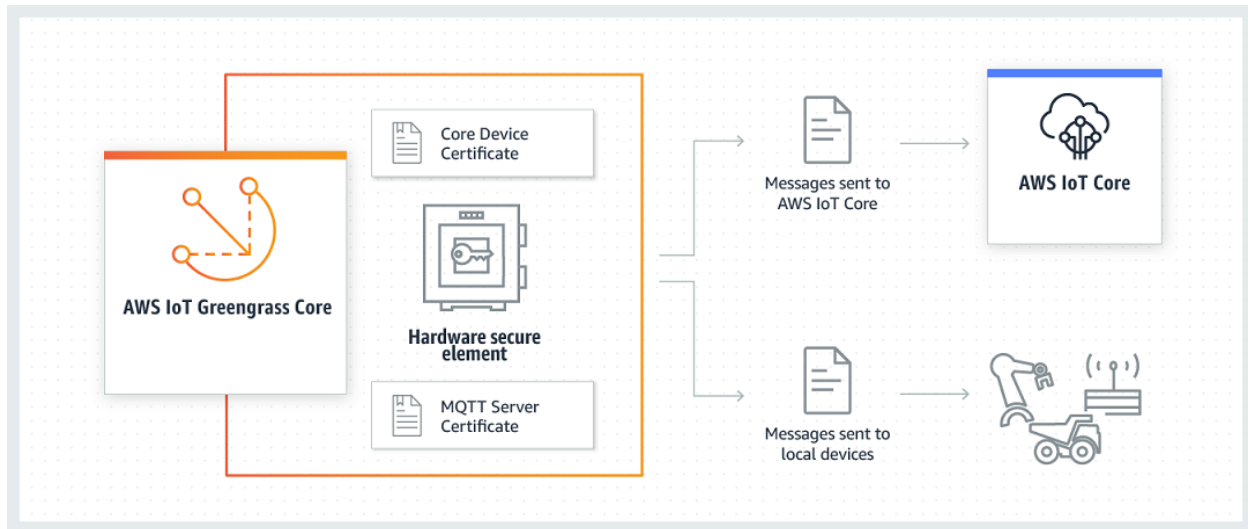 Core Device
Certificate
AWS IoT Greengrass Core
Hardware secure
element
MQTT Server
Certificate
Messages sent to
AWS IoT Core
AWS IoT Core
Messages sent to
local devices